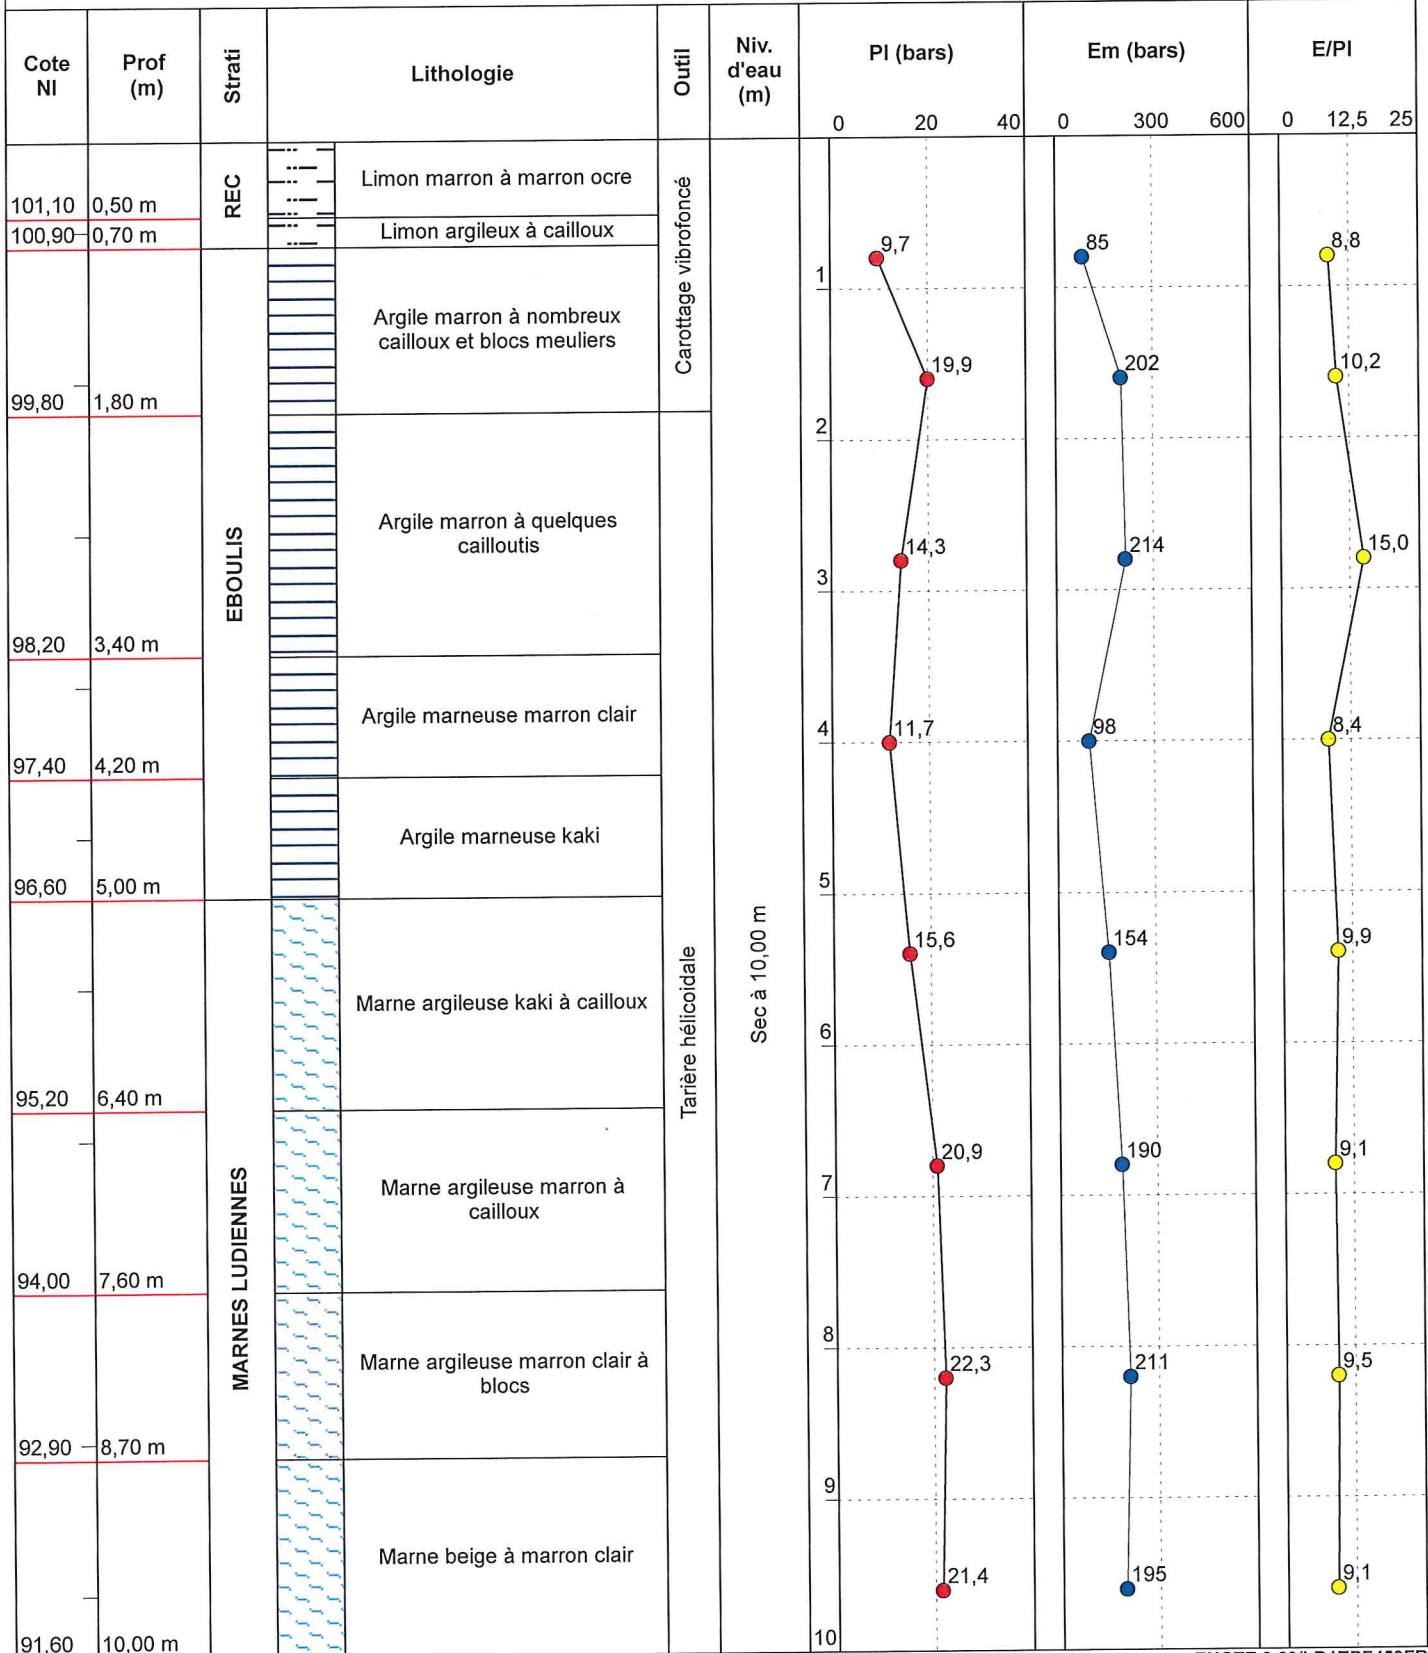 Cote NI
Prof (m)
Strati
Lithologie
Outil
Niv. d'eau (m)
Pl (bars)
Em (bars)
E/Pl
0 20 40
0 300 600
0 12,5 25
101,10 0,50 m
100,90 0,70 m
99,80 1,80 m
98,20 3,40 m
97,40 4,20 m
96,60 5,00 m
95,20 6,40 m
94,00 7,60 m
92,90 8,70 m
91,60 10,00 m
REC
EBOULIS
MARNES LUDIENNES
Limon marron à marron ocre
Limon argileux à cailloux
Argile marron à nombreux
cailloux et blocs meuliers
Argile marron à quelques
cailloutis
Argile marneuse marron clair
Argile marneuse kaki
Marne argileuse kaki à cailloux
Marne argileuse marron à
cailloux
Marne argileuse marron clair à
blocs
Marne beige à marron clair
Carottage vibrofoncé
Tarière hélicoidale
Sec à 10,00 m
1
2
3
4
5
6
7
8
9
10
9,7 85 8,8
19,9 202 10,2
14,3 214 15,0
11,7 98 8,4
15,6 154 9,9
20,9 190 9,1
22,3 211 9,5
21,4 195 9,1